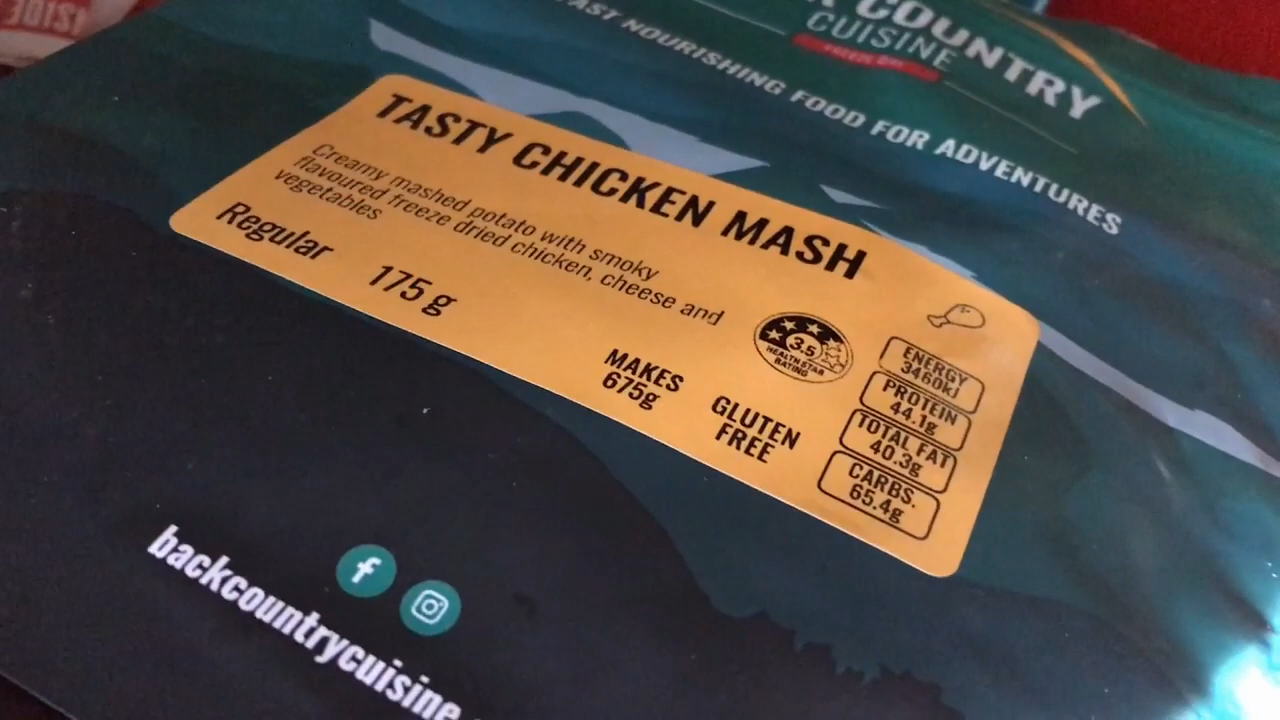 COUNTRY
CUISINE
FREEZE DRY
FAST NOURISHING FOOD FOR ADVENTURES
TASTY CHICKEN MASH
Creamy mashed potato with smoky
flavoured freeze dried chicken, cheese and
vegetables
Regular 175 g
MAKES
675g
GLUTEN
FREE
3.5
HEALTH STAR
RATING
ENERGY
3460kJ
PROTEIN
44.1g
TOTAL FAT
40.3g
CARBS.
65.4g
backcountrycuisine